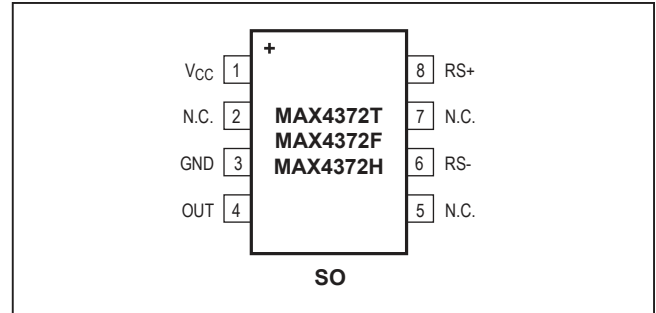 +
VCC 1 8 RS+
N.C. 2 MAX4372T 7 N.C.
MAX4372F
GND 3 MAX4372H 6 RS-
OUT 4 5 N.C.
SO